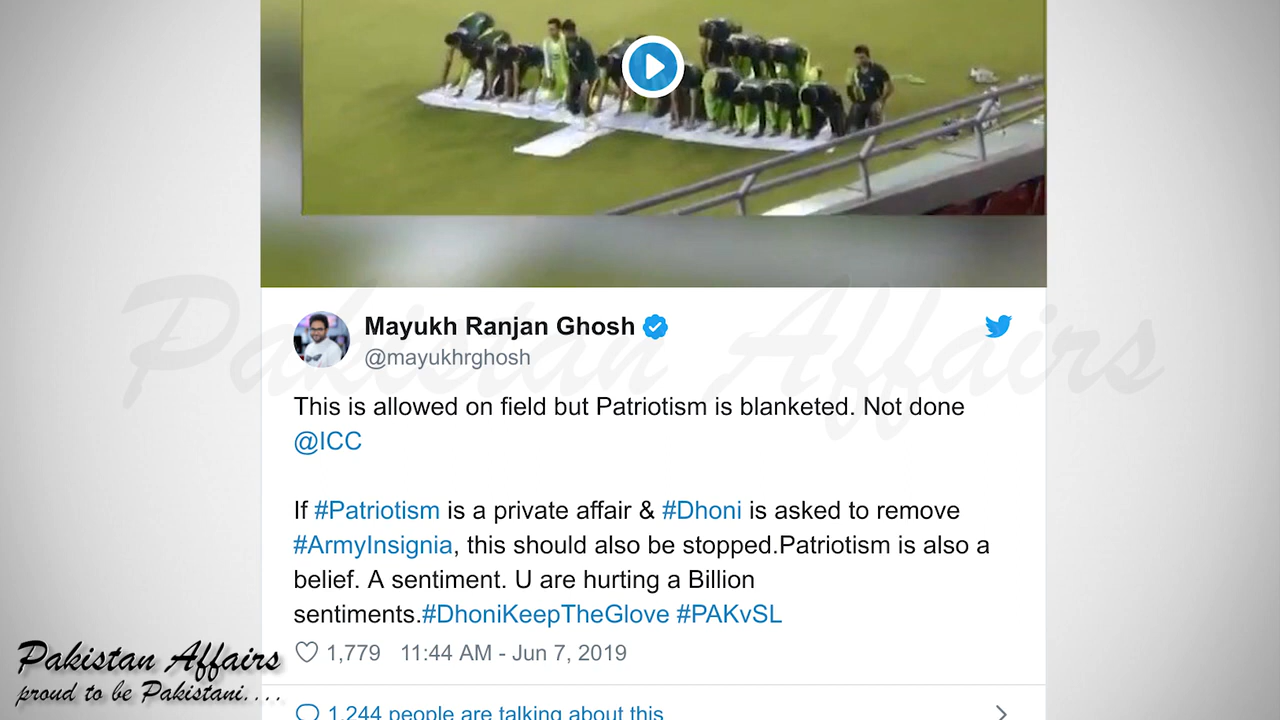 Mayukh Ranjan Ghosh
@mayukhrghosh
Pakistan Affairs
This is allowed on field but Patriotism is blanketed. Not done
@ICC
If #Patriotism is a private affair & #Dhoni is asked to remove
#ArmyInsignia, this should also be stopped.Patriotism is also a
belief. A sentiment. U are hurting a Billion
sentiments.#DhoniKeepTheGlove #PAKvSL
1,779 11:44 AM - Jun 7, 2019
1,244 people are talking about this
Pakistan Affairs
proud to be Pakistani....